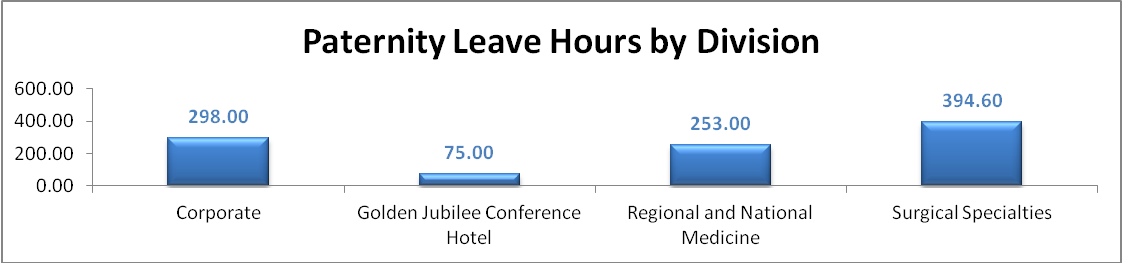 Paternity Leave Hours by Division
600.00
400.00
200.00
0.00
298.00
75.00
253.00
394.60
Corporate
Golden Jubilee Conference
Hotel
Regional and National
Medicine
Surgical Specialties